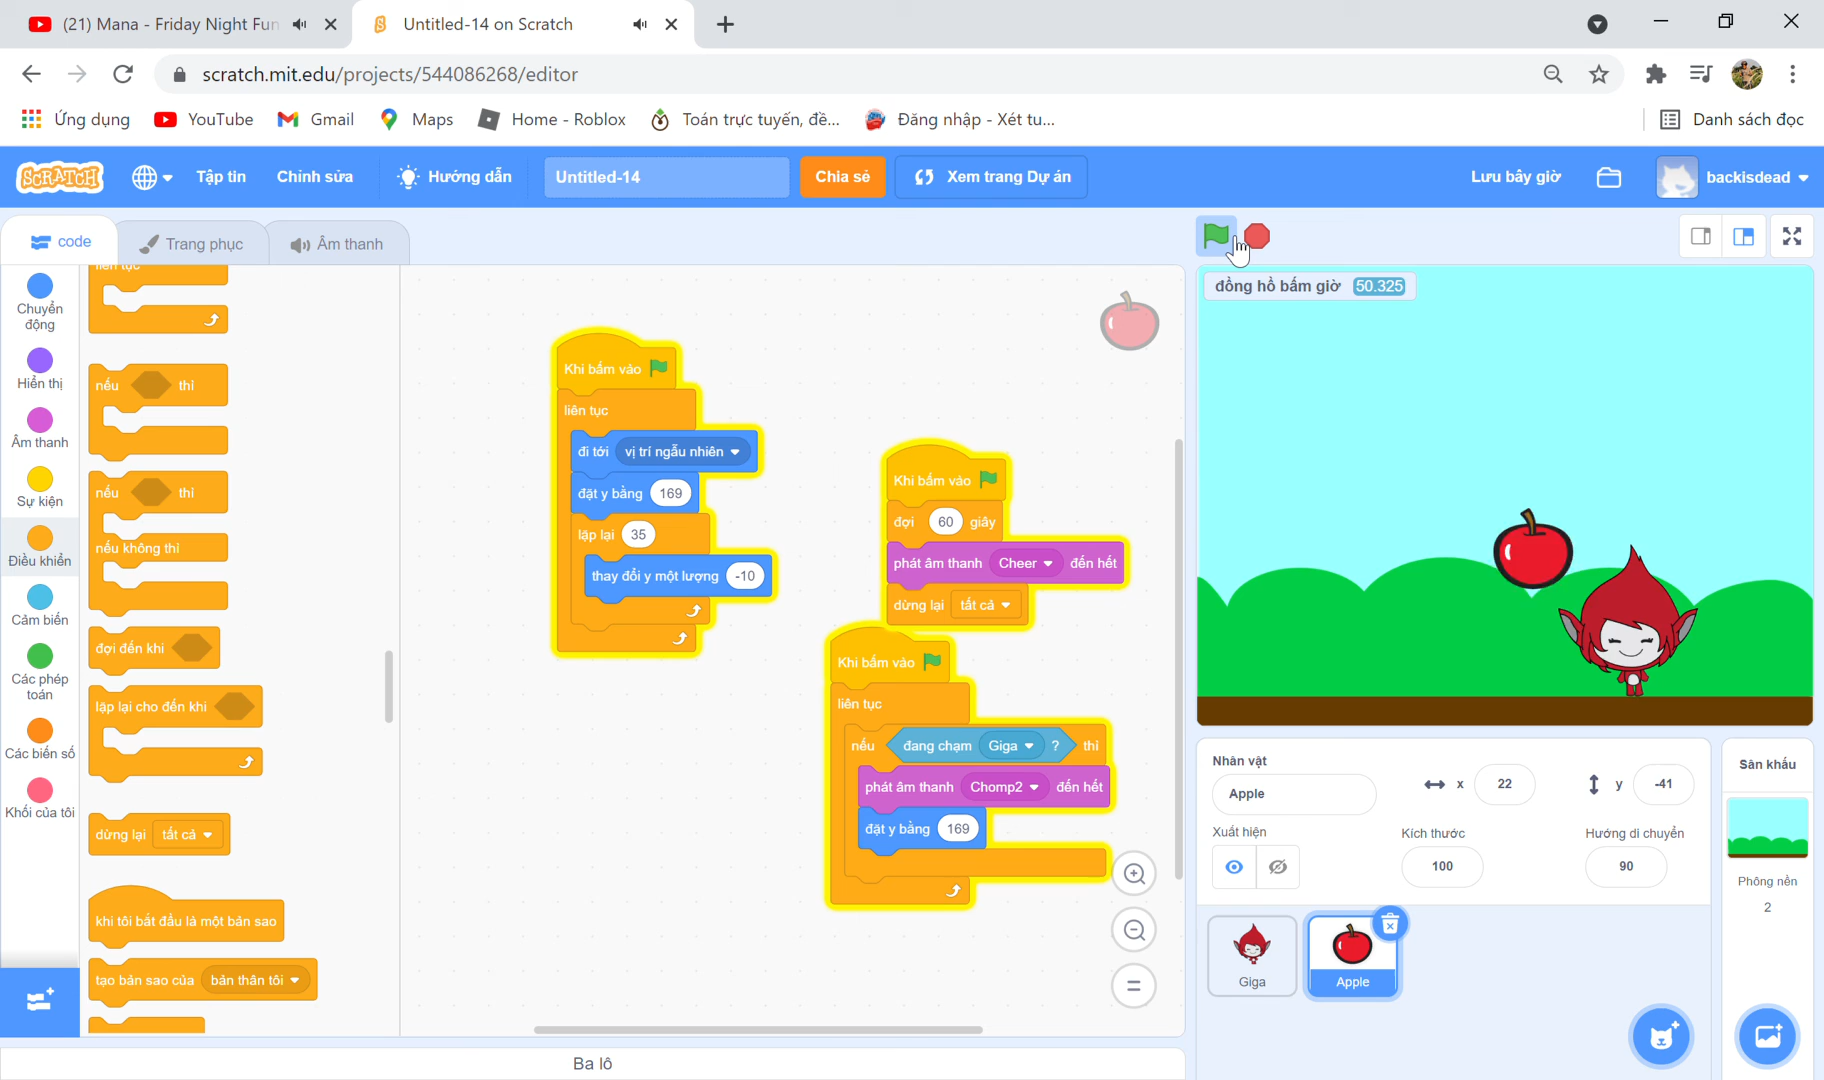 (21) Mana - Friday Night Fun
Untitled-14 on Scratch
scratch.mit.edu/projects/544086268/editor
Ứng dụng
YouTube
Gmail
Maps
Home - Roblox
Toán trực tuyến, đề...
Đăng nhập - Xét tu...
Danh sách đọc
SCRATCH
Tập tin
Chỉnh sửa
Hướng dẫn
Untitled-14
Chia sẻ
Xem trang Dự án
Lưu bây giờ
backisdead
code
Trang phục
Âm thanh
Chuyển động
Hiển thị
Âm thanh
Sự kiện
Điều khiển
Cảm biến
Các phép toán
Các biến số
Khối của tôi
liên tục
nếu thì
nếu thì
nếu không thì
đợi đến khi
lặp lại cho đến khi
dừng lại tất cả
khi tôi bắt đầu là một bản sao
tạo bản sao của bản thân tôi
Khi bấm vào
liên tục
đi tới vị trí ngẫu nhiên
đặt y bằng 169
lặp lại 35
thay đổi y một lượng -10
Khi bấm vào
đợi 60 giây
phát âm thanh Cheer đến hết
dừng lại tất cả
Khi bấm vào
liên tục
nếu đang chạm Giga ? thì
phát âm thanh Chomp2 đến hết
đặt y bằng 169
Ba lô
đồng hồ bấm giờ 50.325
Nhân vật
Apple
x 22
y -41
Xuất hiện
Kích thước
100
Hướng di chuyển
90
Giga
Apple
Sân khấu
Phông nền
2